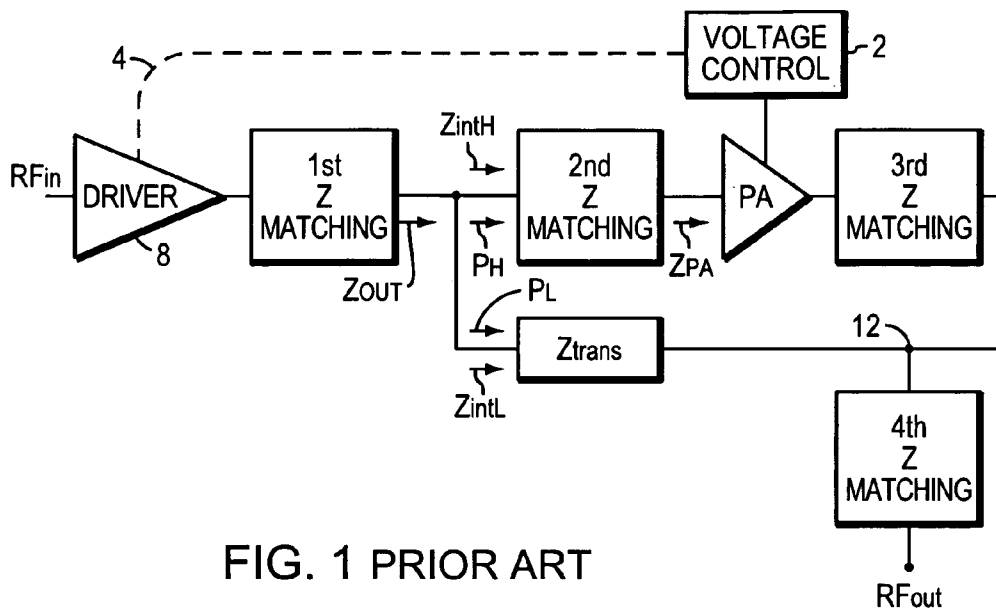 VOLTAGE
CONTROL
2
4
RFin
DRIVER
8
1st
Z
MATCHING
ZOUT
ZintH
PH
2nd
Z
MATCHING
ZPA
PA
3rd
Z
MATCHING
PL
Ztrans
ZintL
12
4th
Z
MATCHING
RFout
FIG. 1 PRIOR ART